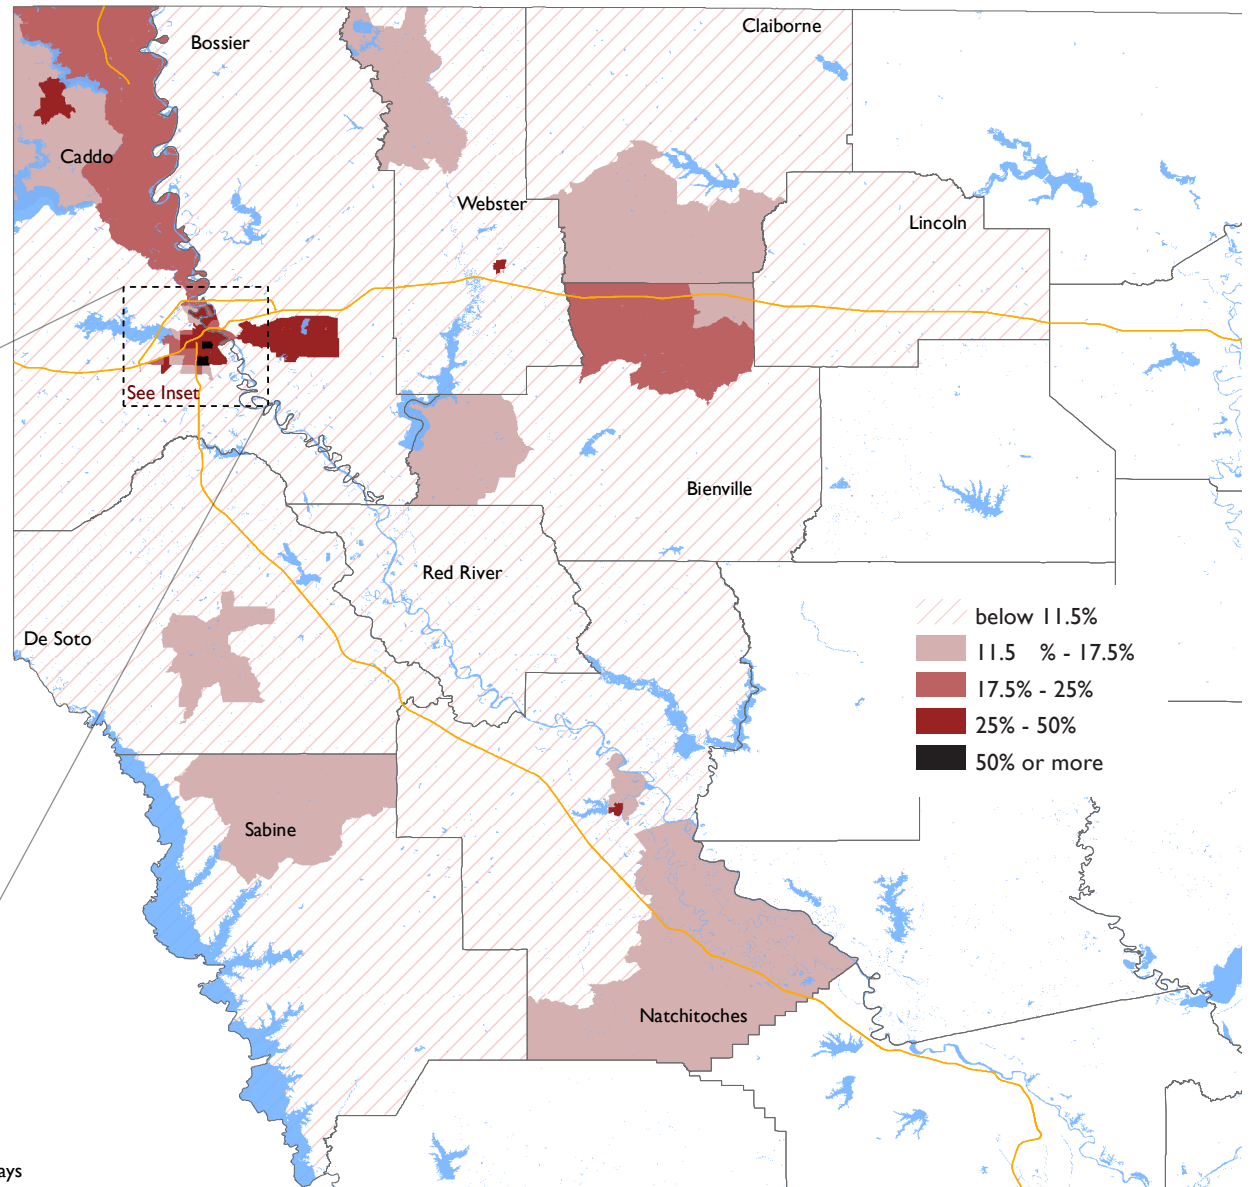 Claiborne
Bossier
Caddo
Webster
Lincoln
See Inset
Bienville
Red River
De Soto
below 11.5%
11.5 % - 17.5%
17.5% - 25%
25% - 50%
50% or more
Sabine
Natchitoches